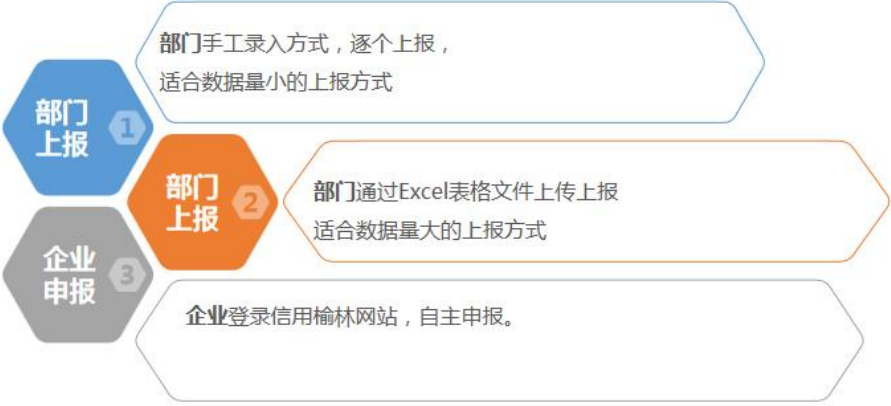 部门手工录入方式，逐个上报，
适合数据量小的上报方式
部门
上报
1
部门
上报
2
部门通过Excel表格文件上传上报
适合数据量大的上报方式
企业
申报
3
企业登录信用榆林网站，自主申报。